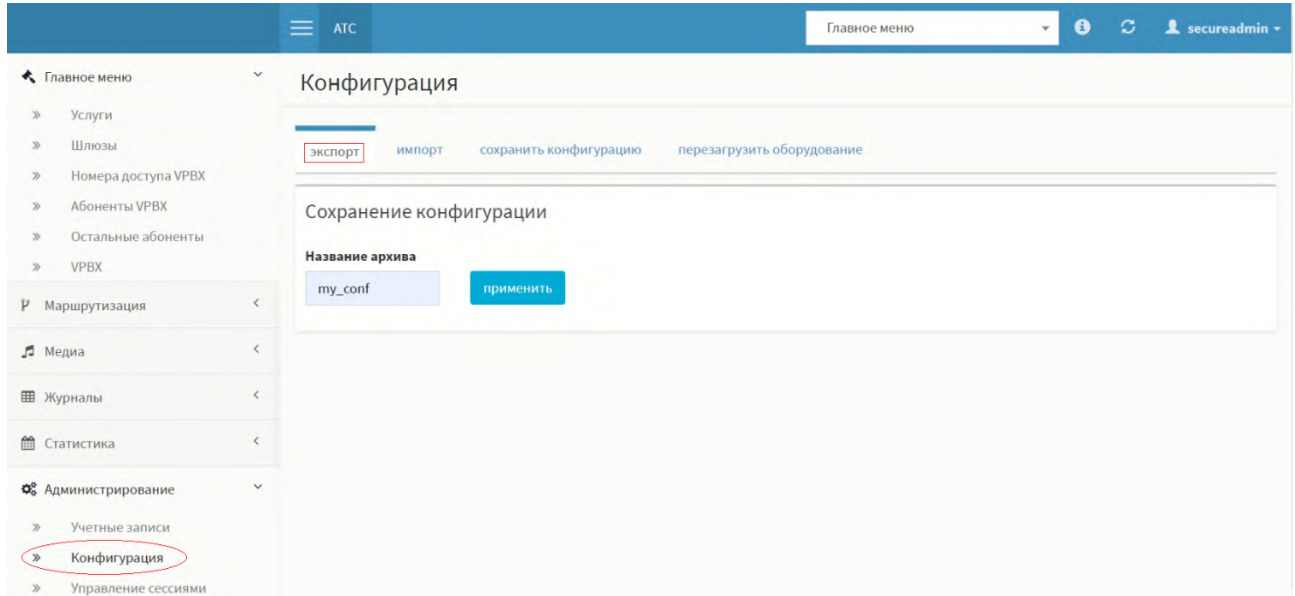 АТС
Главное меню
secureadmin
Главное меню
Услуги
Шлюзы
Номера доступа VPBX
Абоненты VPBX
Остальные абоненты
VPBX
Маршрутизация
Медиа
Журналы
Статистика
Администрирование
Учетные записи
Конфигурация
Управление сессиями
Конфигурация
экспорт импорт сохранить конфигурацию перезагрузить оборудование
Сохранение конфигурации
Название архива
my_conf применить